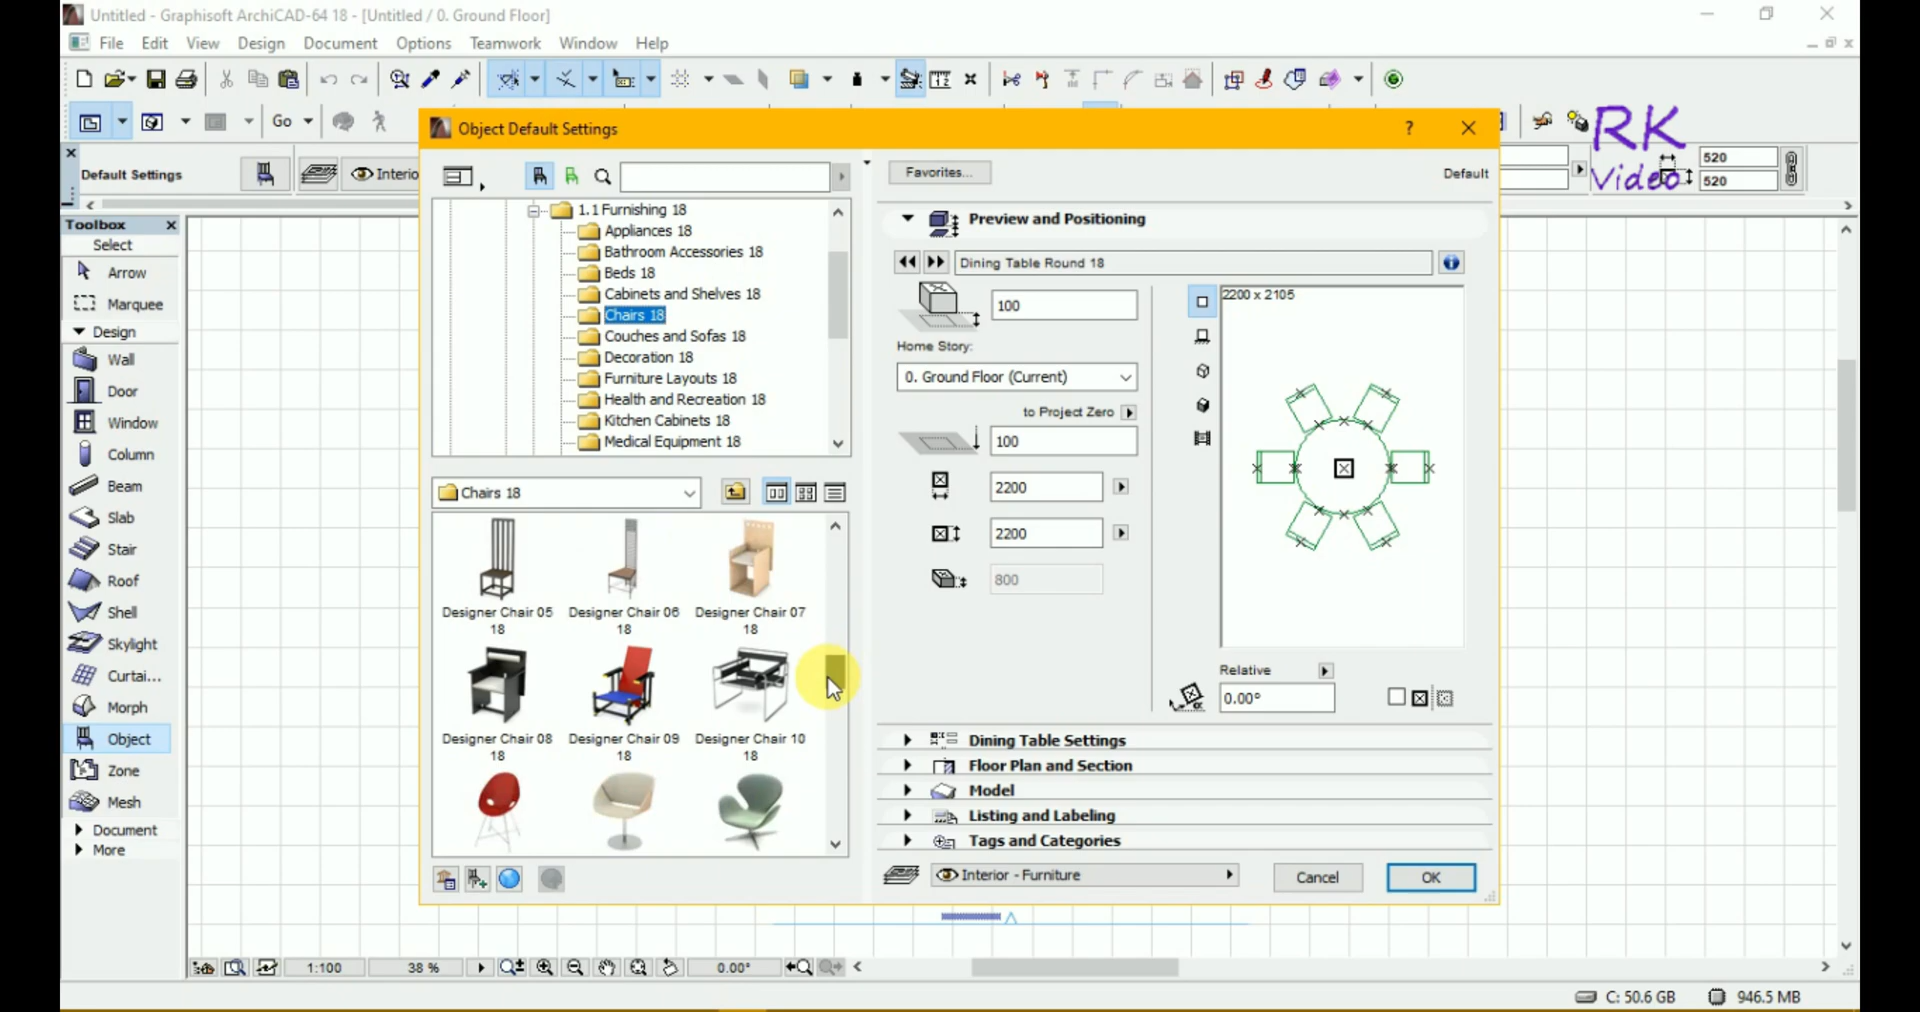 Untitled - Graphisoft ArchiCAD-64 18 - [Untitled / 0. Ground Floor]
File Edit View Design Document Options Teamwork Window Help
Go
RK
Video
Object Default Settings
?
Default Settings
Interio
520
520
Favorites...
Default
Toolbox
Select
Arrow
Marquee
Design
Wall
Door
Window
Column
Beam
Slab
Stair
Roof
Shell
Skylight
Curtai...
Morph
Object
Zone
Mesh
Document
More
1.1 Furnishing 18
Appliances 18
Bathroom Accessories 18
Beds 18
Cabinets and Shelves 18
Chairs 18
Couches and Sofas 18
Decoration 18
Furniture Layouts 18
Health and Recreation 18
Kitchen Cabinets 18
Medical Equipment 18
Chairs 18
Designer Chair 05
18
Designer Chair 06
18
Designer Chair 07
18
Designer Chair 08
18
Designer Chair 09
18
Designer Chair 10
18
Preview and Positioning
Dining Table Round 18
100
Home Story:
0. Ground Floor (Current)
to Project Zero
100
2200
2200
800
2200 x 2105
Relative
0.00°
Dining Table Settings
Floor Plan and Section
Model
Listing and Labeling
Tags and Categories
Interior - Furniture
Cancel
OK
1:100
38 %
0.00°
C: 50.6 GB
946.5 MB